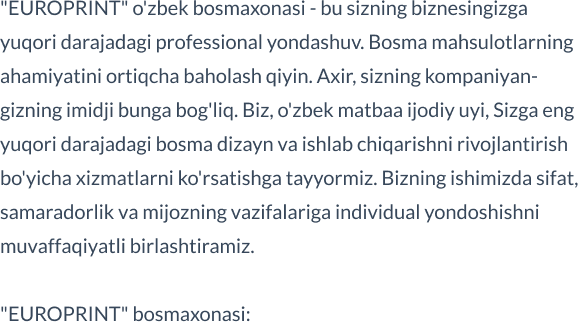 "EUROPRINT" o'zbek bosmaxonasi - bu sizning biznesingizga
yuqori darajadagi professional yondashuv. Bosma mahsulotlarning
ahamiyatini ortiqcha baholash qiyin. Axir, sizning kompaniyan-
gizning imidji bunga bog'liq. Biz, o'zbek matbaa ijodiy uyi, Sizga eng
yuqori darajadagi bosma dizayn va ishlab chiqarishni rivojlantirish
bo'yicha xizmatlarni ko'rsatishga tayyormiz. Bizning ishimizda sifat,
samaradorlik va mijozning vazifalariga individual yondoshishni
muvaffaqiyatli birlashtiramiz.
"EUROPRINT" bosmaxonasi: